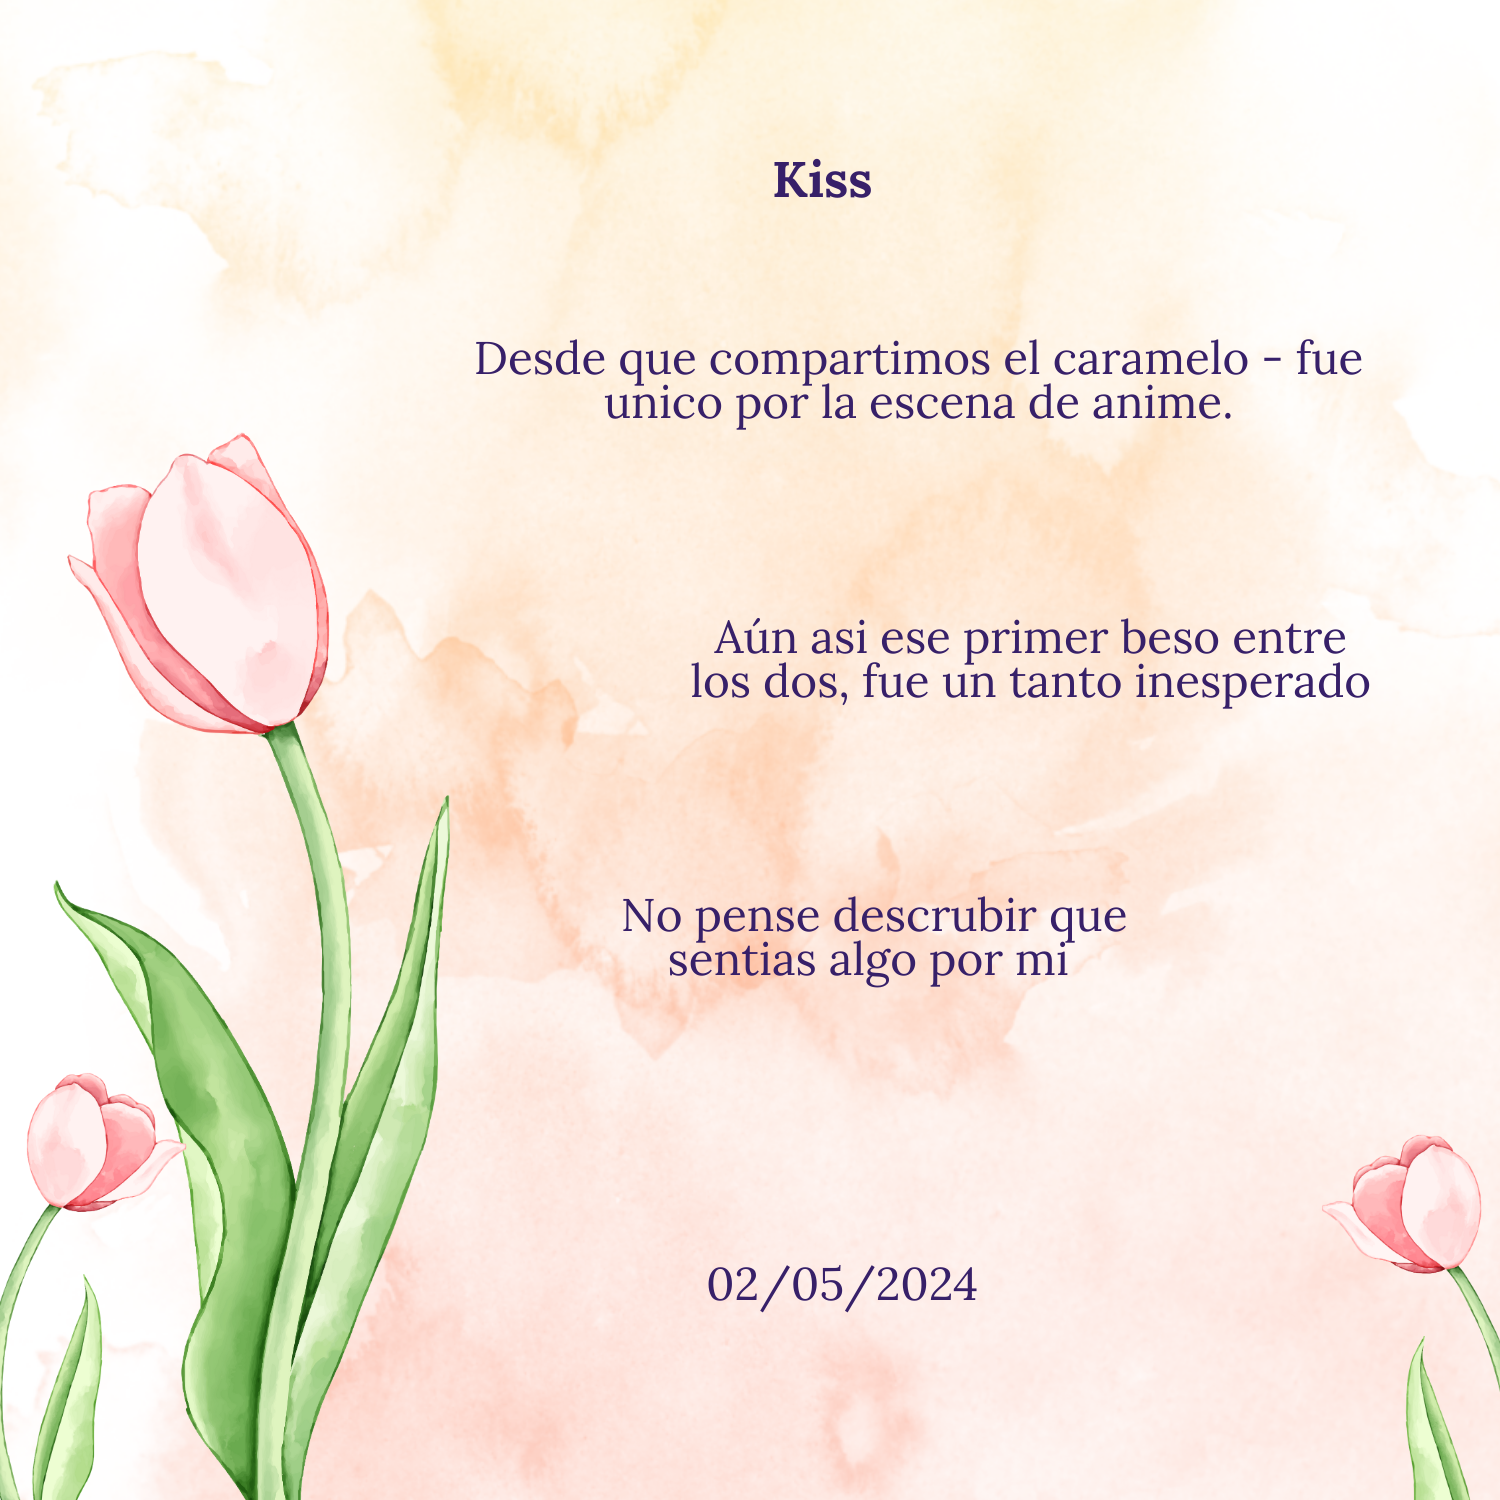 Kiss
Desde que compartimos el caramelo - fue
unico por la escena de anime.
Aún asi ese primer beso entre
los dos, fue un tanto inesperado
No pense descrubir que
sentias algo por mi
02/05/2024